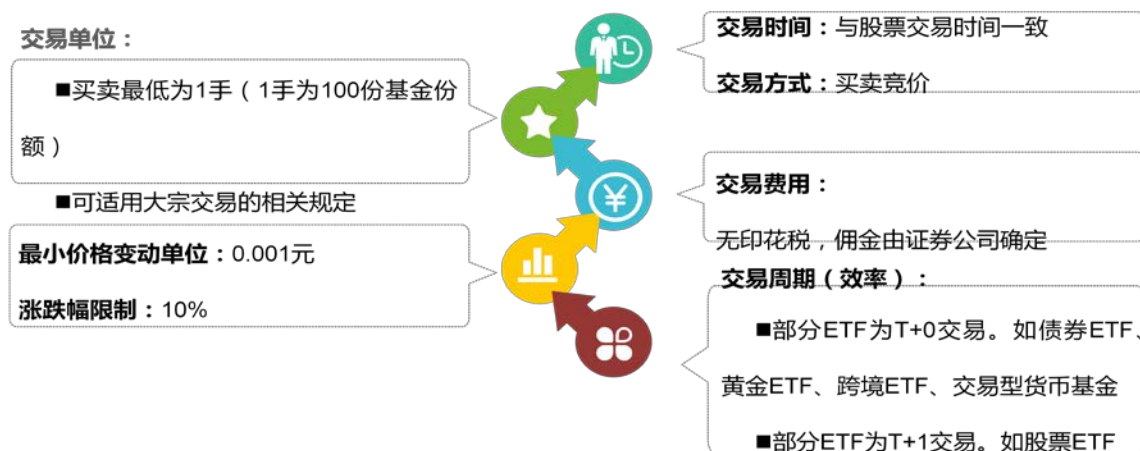 交易单位：
■买卖最低为1手（1手为100份基金份
额）
■可适用大宗交易的相关规定
最小价格变动单位：0.001元
涨跌幅限制：10%
交易时间：与股票交易时间一致
交易方式：买卖竞价
¥
交易费用：
无印花税，佣金由证券公司确定
交易周期（效率）：
■部分ETF为T+0交易。如债券ETF、
黄金ETF、跨境ETF、交易型货币基金
■部分ETF为T+1交易。如股票ETF